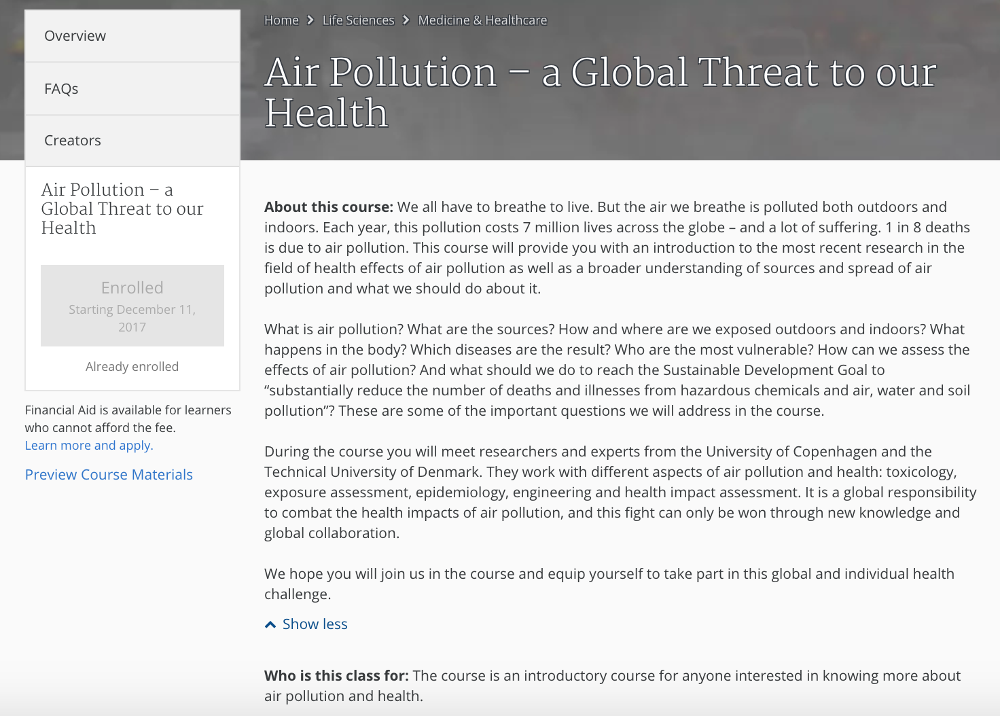 Home > Life Sciences > Medicine & Healthcare
Overview
FAQs
Creators
Air Pollution – a Global Threat to our
Health
Air Pollution – a
Global Threat to our
Health
Enrolled
Starting December 11,
2017
Already enrolled
Financial Aid is available for learners
who cannot afford the fee.
Learn more and apply.
Preview Course Materials
About this course: We all have to breathe to live. But the air we breathe is polluted both outdoors and
indoors. Each year, this pollution costs 7 million lives across the globe – and a lot of suffering. 1 in 8 deaths
is due to air pollution. This course will provide you with an introduction to the most recent research in the
field of health effects of air pollution as well as a broader understanding of sources and spread of air
pollution and what we should do about it.
What is air pollution? What are the sources? How and where are we exposed outdoors and indoors? What
happens in the body? Which diseases are the result? Who are the most vulnerable? How can we assess the
effects of air pollution? And what should we do to reach the Sustainable Development Goal to
“substantially reduce the number of deaths and illnesses from hazardous chemicals and air, water and soil
pollution”? These are some of the important questions we will address in the course.
During the course you will meet researchers and experts from the University of Copenhagen and the
Technical University of Denmark. They work with different aspects of air pollution and health: toxicology,
exposure assessment, epidemiology, engineering and health impact assessment. It is a global responsibility
to combat the health impacts of air pollution, and this fight can only be won through new knowledge and
global collaboration.
We hope you will join us in the course and equip yourself to take part in this global and individual health
challenge.
Show less
Who is this class for: The course is an introductory course for anyone interested in knowing more about
air pollution and health.